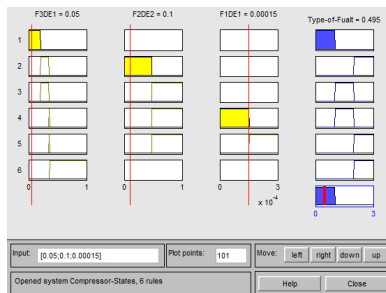 F3DE1 = 0.05 F2DE2 = 0.1 F1DE1 = 0.00015 Type-of-Fualt = 0.495
1
2
3
4
5
6
0 1 0 1 0 3
x 10⁻⁴
0 3
Input: [0.05;0.1;0.00015] Plot points: 101 Move: left right down up
Opened system Compressor-States, 6 rules Help Close